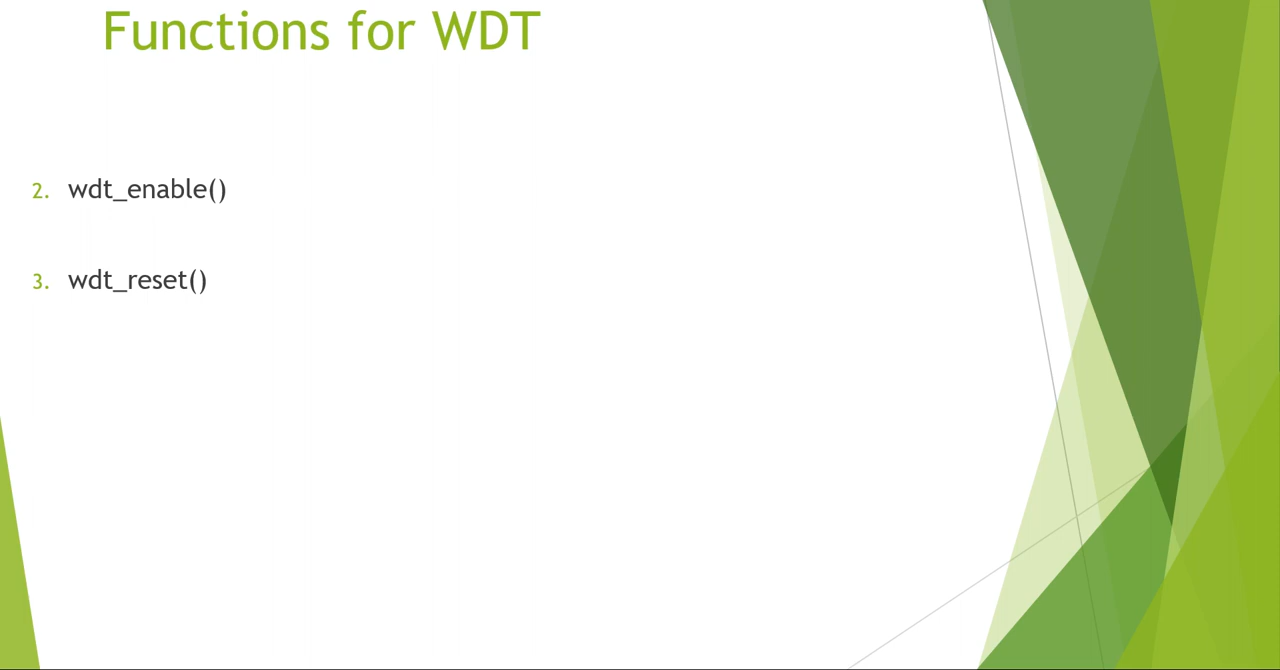 Functions for WDT
2. wdt_enable()
3. wdt_reset()